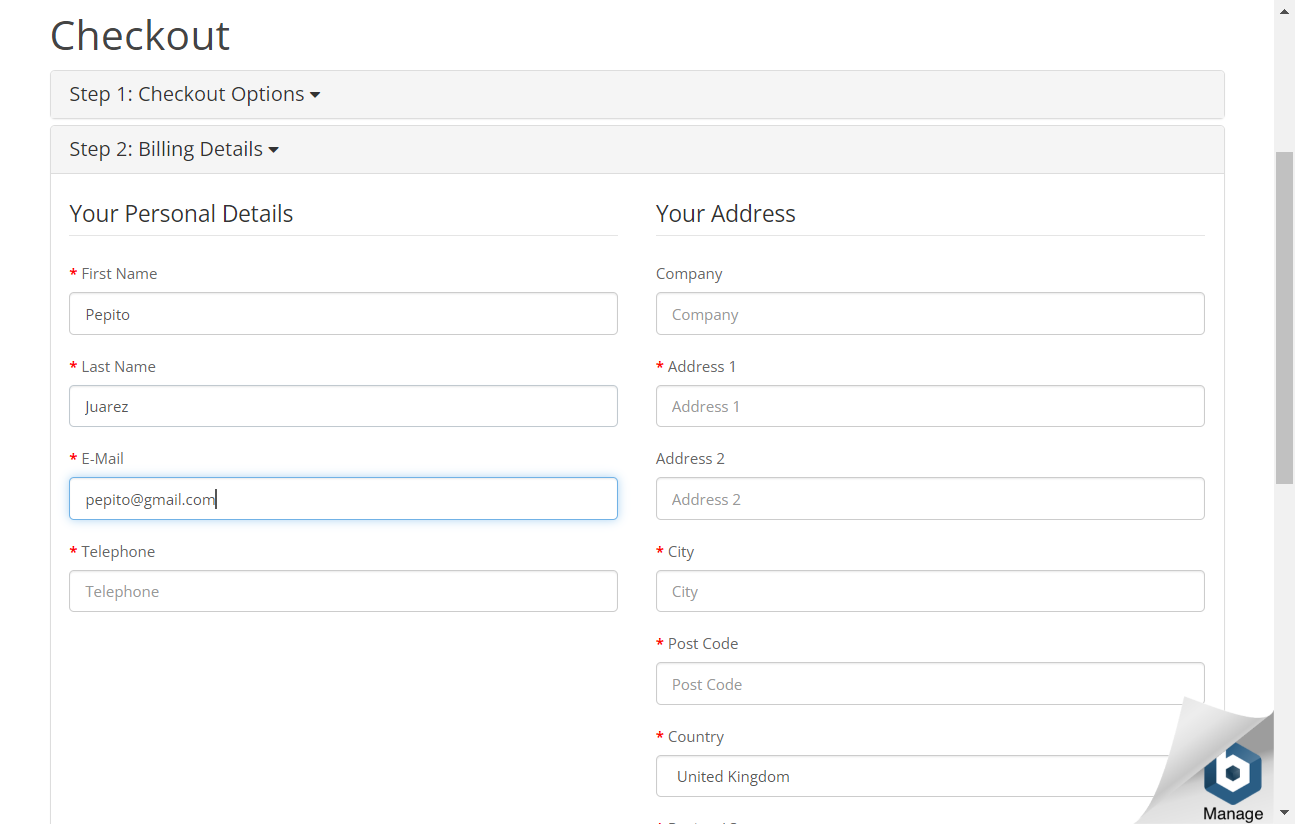 Checkout
Step 1: Checkout Options
Step 2: Billing Details
Your Personal Details
* First Name
Pepito
* Last Name
Juarez
* E-Mail
pepito@gmail.com
* Telephone
Telephone
Your Address
Company
Company
* Address 1
Address 1
Address 2
Address 2
* City
City
* Post Code
Post Code
* Country
United Kingdom
Manage